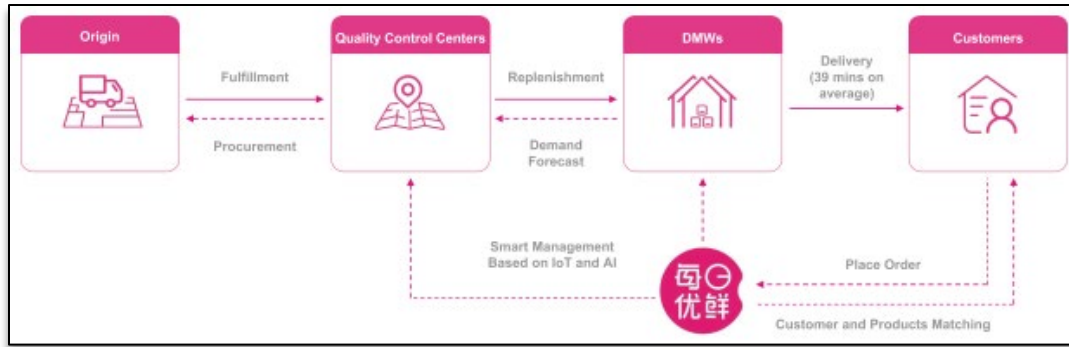 Origin
Quality Control Centers
DMWs
Customers
Fulfillment
Procurement
Replenishment
Demand
Forecast
Delivery
(39 mins on
average)
Smart Management
Based on IoT and AI
每日
优鲜
Place Order
Customer and Products Matching